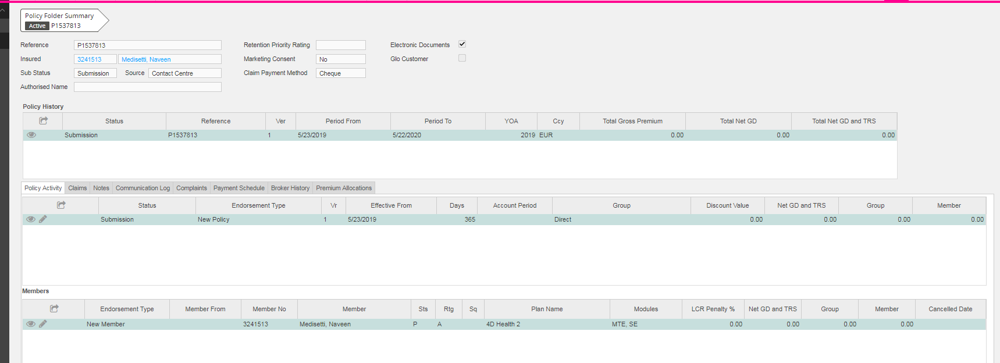 Policy Folder Summary
Active P1537813
Reference P1537813 Retention Priority Rating Electronic Documents
Insured 3241513 Medisetti, Naveen Marketing Consent No Glo Customer
Sub Status Submission Source Contact Centre Claim Payment Method Cheque
Authorised Name
Policy History
Status Reference Ver Period From Period To YOA Ccy Total Gross Premium Total Net GD Total Net GD and TRS
Submission P1537813 1 5/23/2019 5/22/2020 2019 EUR 0.00 0.00 0.00
Policy Activity Claims Notes Communication Log Complaints Payment Schedule Broker History Premium Allocations
Status Endorsement Type Vr Effective From Days Account Period Group Discount Value Net GD and TRS Group Member
Submission New Policy 1 5/23/2019 365 Direct 0.00 0.00 0.00 0.00
Members
Endorsement Type Member From Member No Member Sts Rtg Sq Plan Name Modules LCR Penalty % Net GD and TRS Group Member Cancelled Date
New Member 3241513 Medisetti, Naveen P A 4D Health 2 MTE, SE 0.00 0.00 0.00 0.00